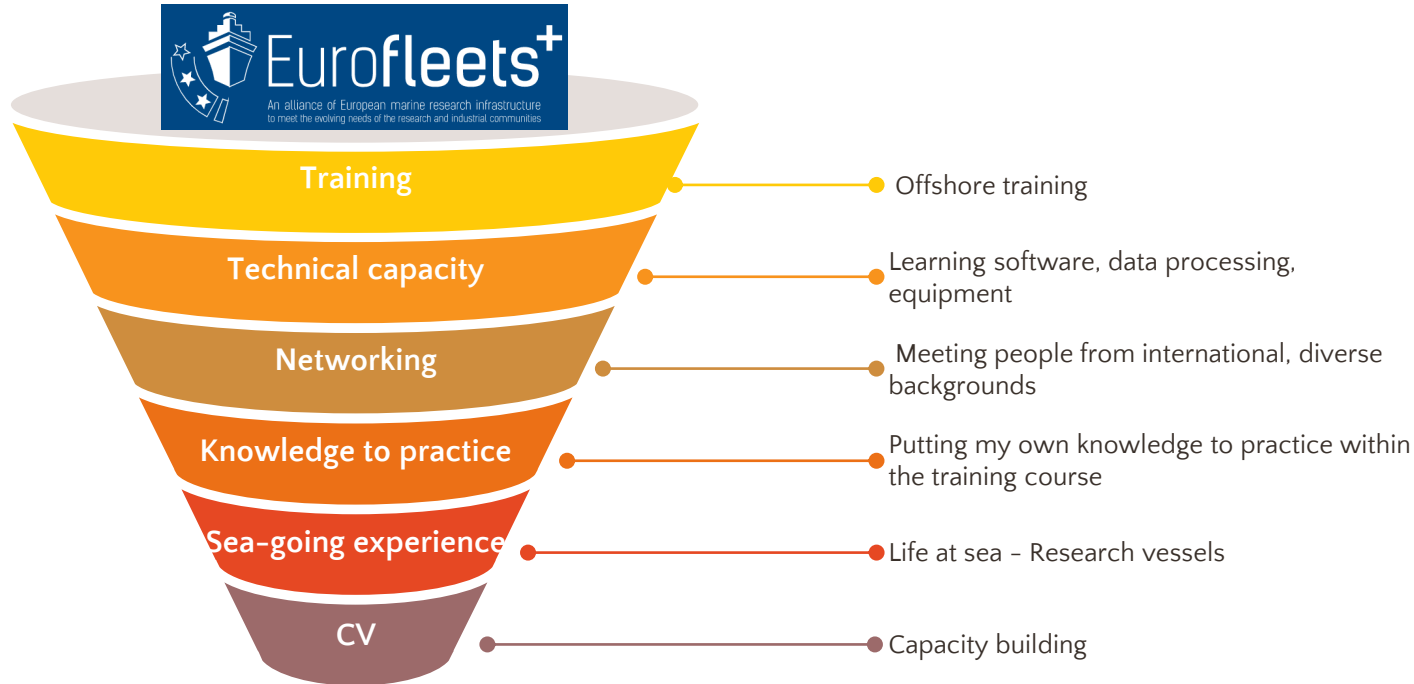 Eurofleets+
An alliance of European marine research infrastructure
to meet the evolving needs of the research and industrial communities
Training
Offshore training
Technical capacity
Learning software, data processing,
equipment
Networking
Meeting people from international, diverse
backgrounds
Knowledge to practice
Putting my own knowledge to practice within
the training course
Sea-going experience
Life at sea - Research vessels
CV
Capacity building